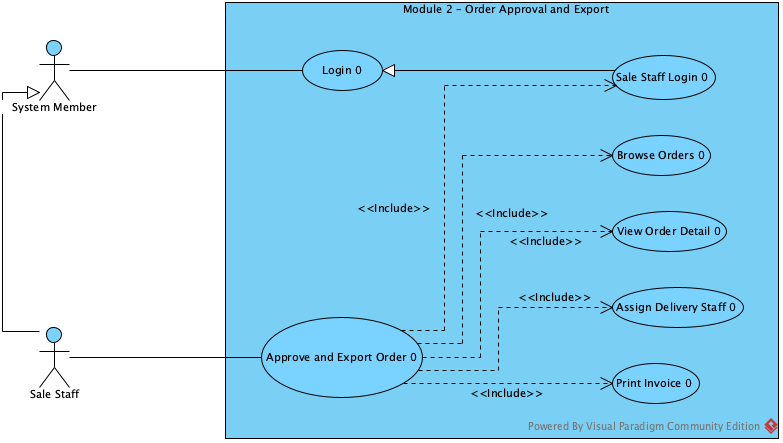 Module 2 – Order Approval and Export
Login 0
Sale Staff Login 0
System Member
Browse Orders 0
<<Include>>
<<Include>>
View Order Detail 0
<<Include>>
<<Include>>
Assign Delivery Staff 0
Approve and Export Order 0
Print Invoice 0
Sale Staff
<<Include>>
Powered By Visual Paradigm Community Edition